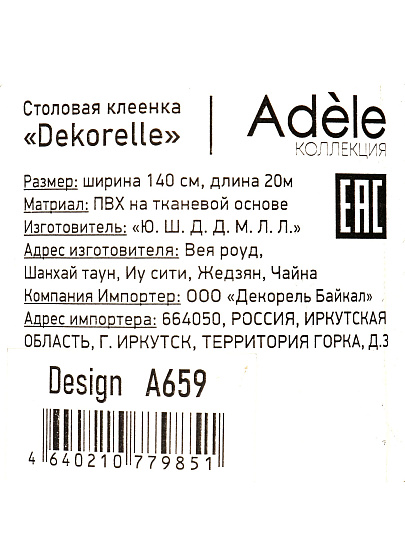 Столовая клеенка
«Dekorelle»
Adèle
КОЛЛЕКЦИЯ
Размер: ширина 140 см, длина 20м
Матриал: ПВХ на тканевой основе
Изготовитель: «Ю. Ш. Д. Д. М. Л. Л.»
Адрес изготовителя: Вея роуд,
Шанхай таун, Иу сити, Жедзян, Чайна
Компания Импортер: ООО «Декорель Байкал»
Адрес импортера: 664050, РОССИЯ, ИРКУТСКАЯ
ОБЛАСТЬ, Г. ИРКУТСК, ТЕРРИТОРИЯ ГОРКА, Д.3
EAC
Design A659
4 640210 779851